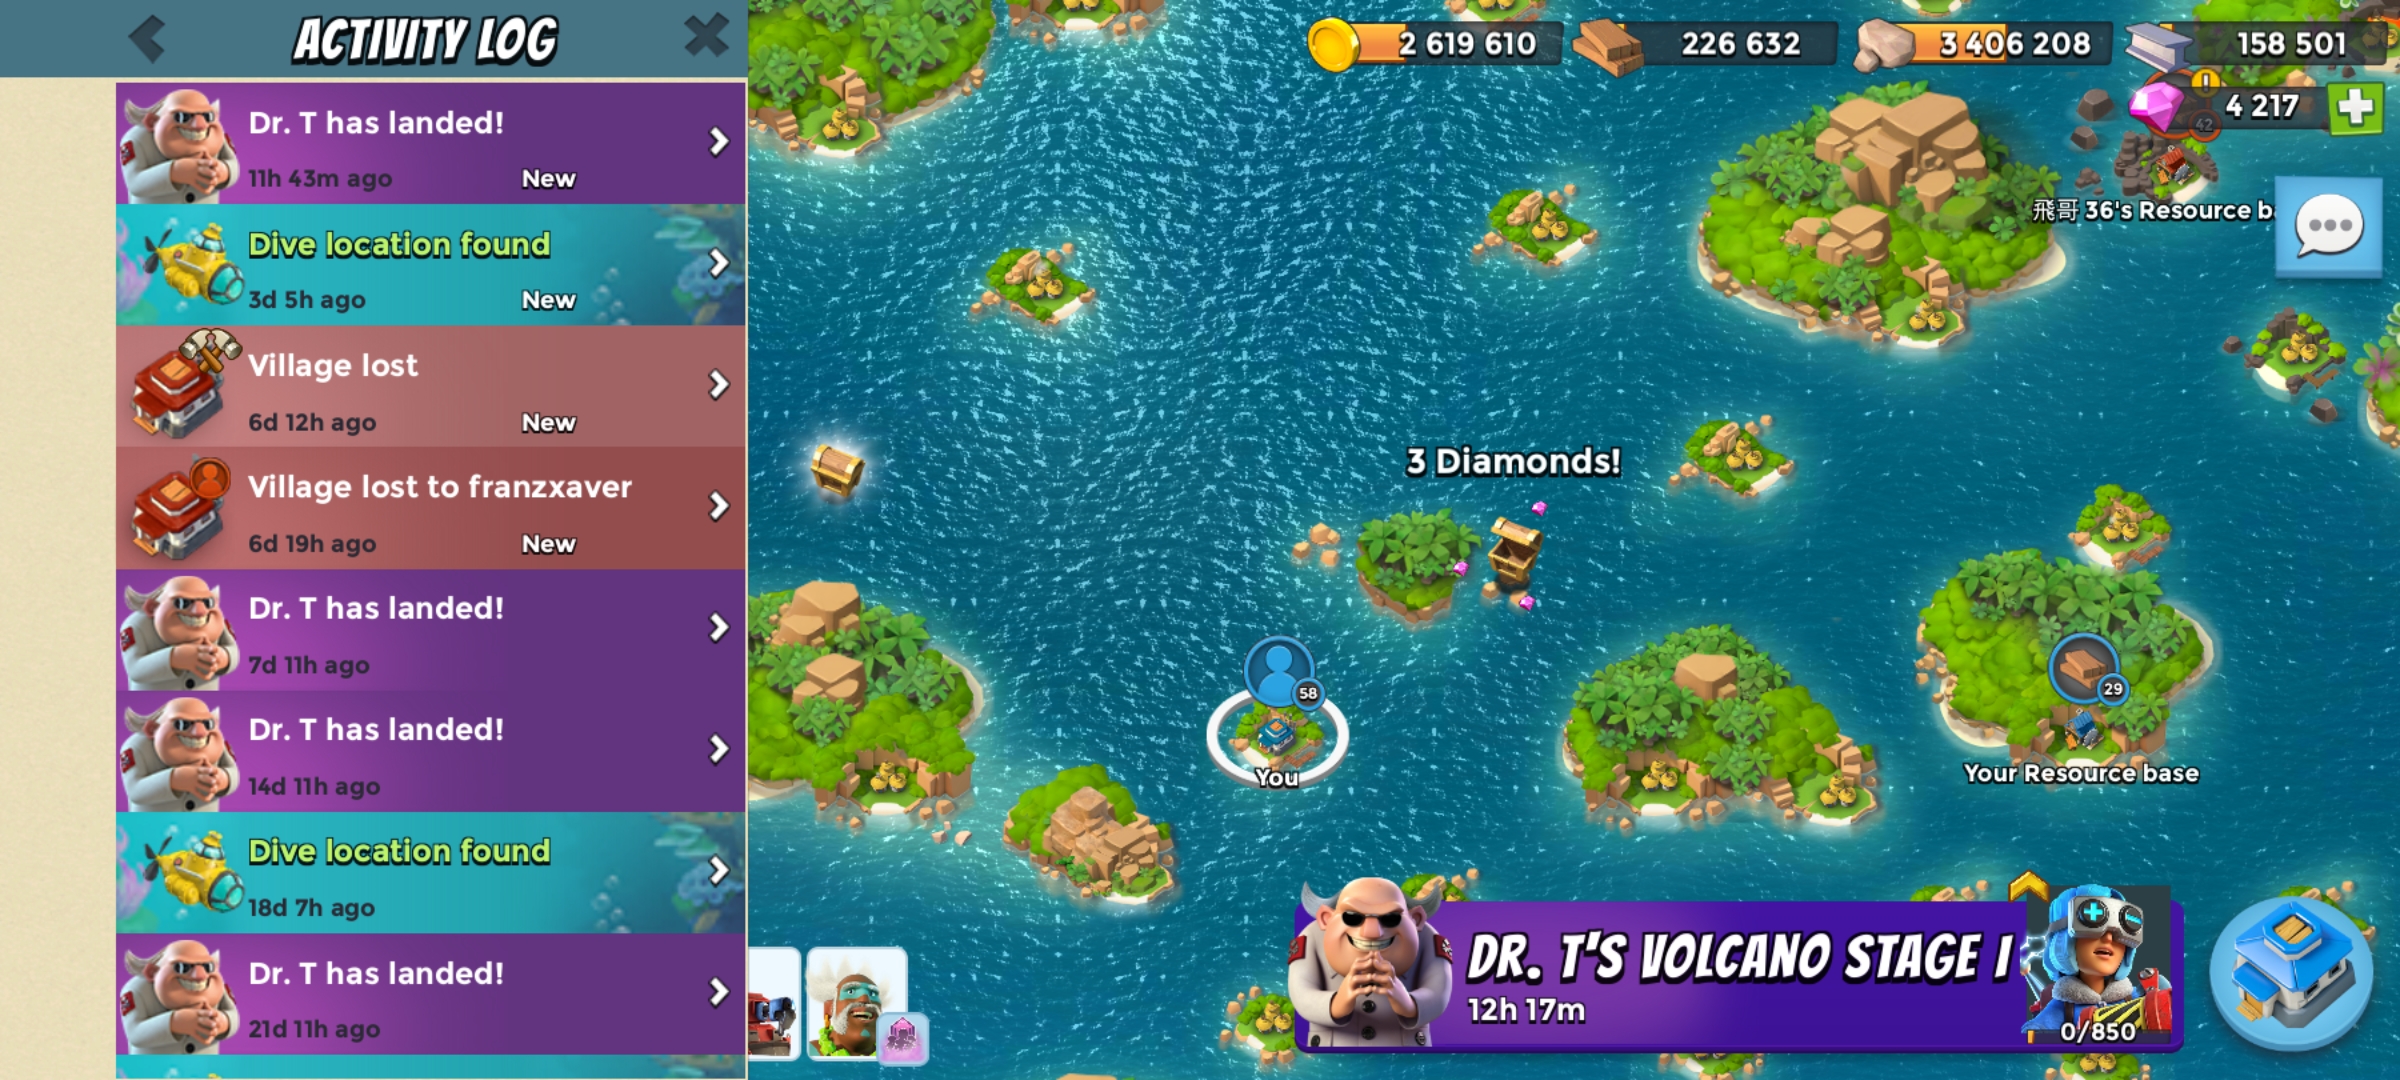 ACTIVITY LOG
Dr. T has landed!
11h 43m ago
New
Dive location found
3d 5h ago
New
Village lost
6d 12h ago
New
Village lost to franzxaver
6d 19h ago
New
Dr. T has landed!
7d 11h ago
Dr. T has landed!
14d 11h ago
Dive location found
18d 7h ago
Dr. T has landed!
21d 11h ago
2 619 610
226 632
3 406 208
158 501
4 217
42
飛哥 36's Resource ba
3 Diamonds!
58
You
29
Your Resource base
DR. T'S VOLCANO STAGE I
12h 17m
0/850